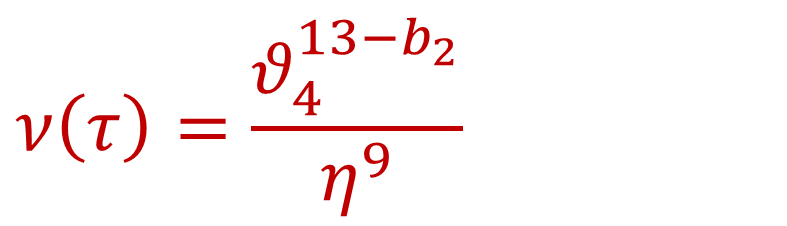 ν(τ) = ϑ₄^{13−b₂} / η⁹